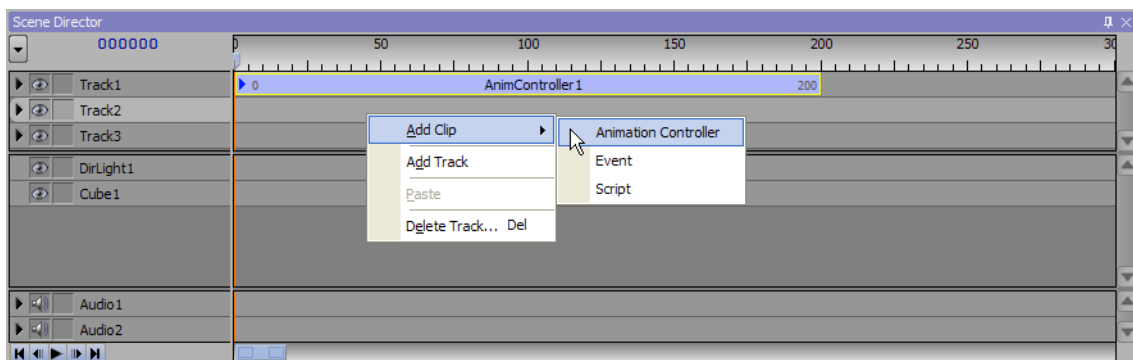 Scene Director
000000 0 50 100 150 200 250 30
Track1 0 AnimController1 200
Track2
Track3 Add Clip Animation Controller
Add Track Event
DirLight1
Cube1 Paste Script
Delete Track... Del
Audio1
Audio2